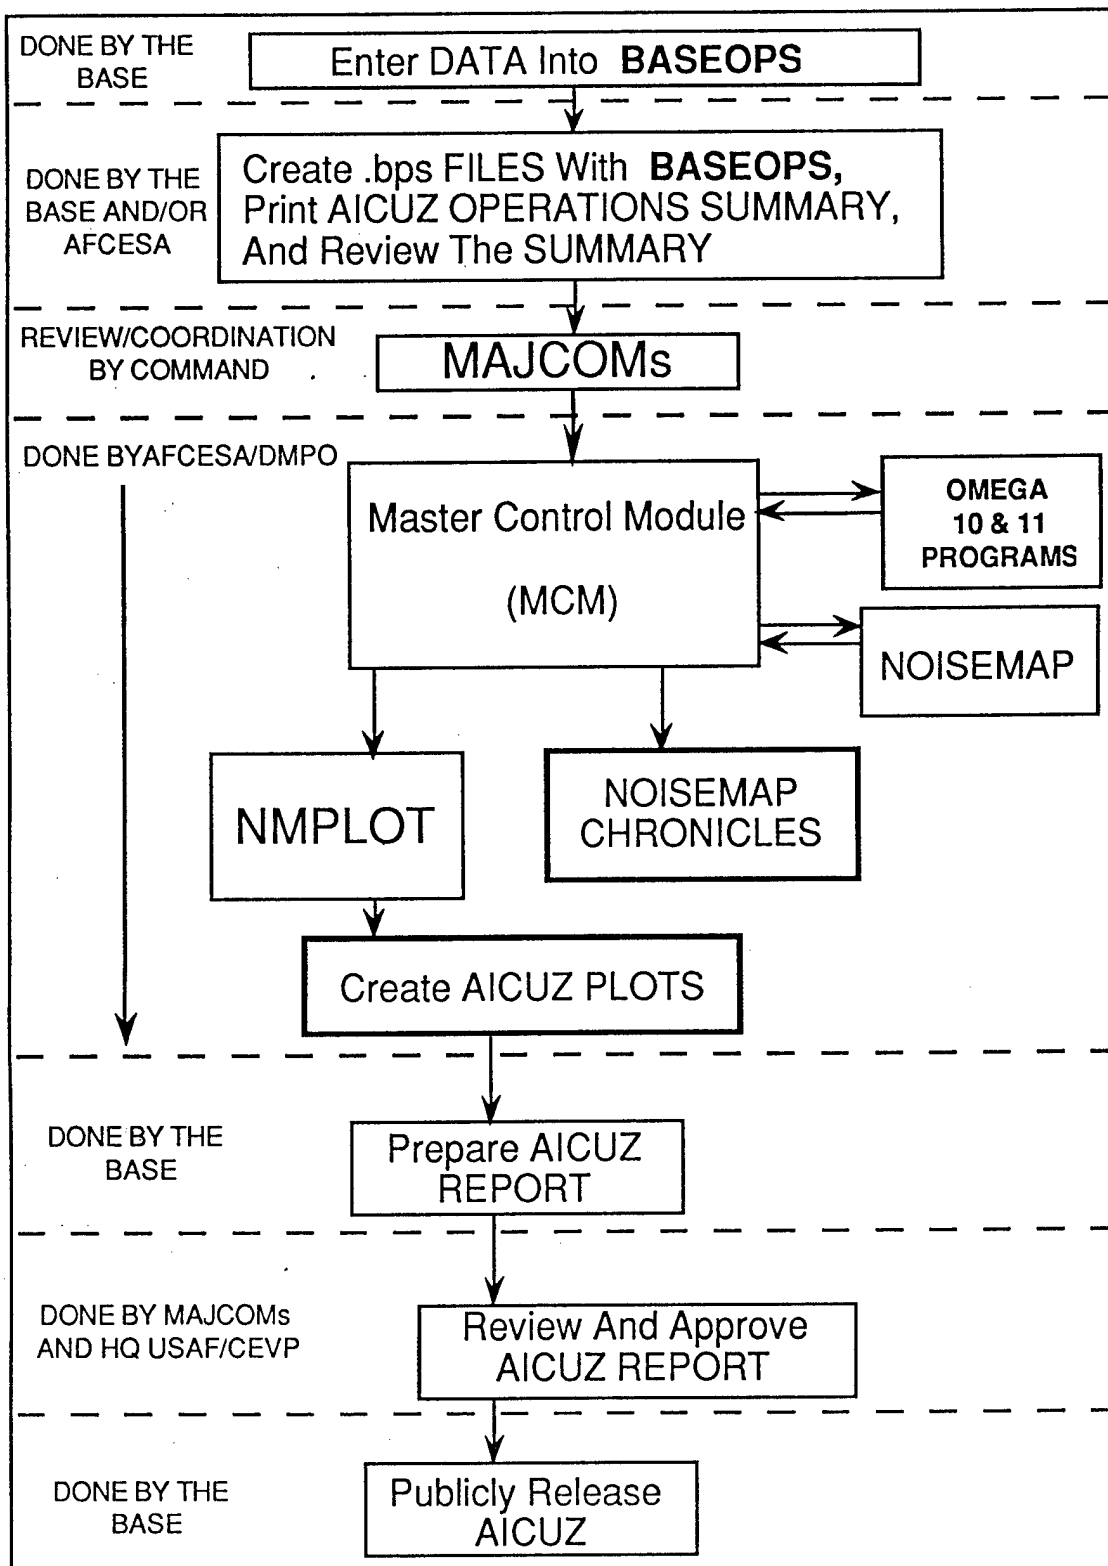 DONE BY THE
BASE
Enter DATA Into BASEOPS
DONE BY THE
BASE AND/OR
AFCESA
Create .bps FILES With BASEOPS,
Print AICUZ OPERATIONS SUMMARY,
And Review The SUMMARY
REVIEW/COORDINATION
BY COMMAND
MAJCOMs
DONE BYAFCESA/DMPO
Master Control Module
(MCM)
OMEGA
10 & 11
PROGRAMS
NOISEMAP
NMPLOT
NOISEMAP
CHRONICLES
Create AICUZ PLOTS
DONE BY THE
BASE
Prepare AICUZ
REPORT
DONE BY MAJCOMs
AND HQ USAF/CEVP
Review And Approve
AICUZ REPORT
DONE BY THE
BASE
Publicly Release
AICUZ